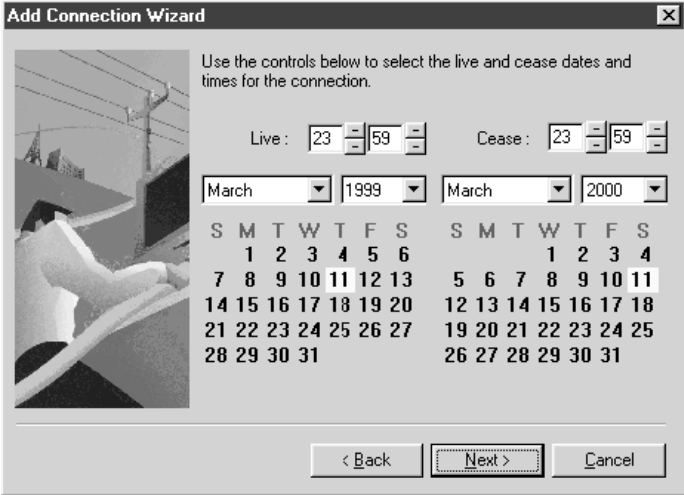 Add Connection Wizard
Use the controls below to select the live and cease dates and
times for the connection.
Live : 23 59 Cease : 23 59
March 1999 March 2000
S M T W T F S S M T W T F S
1 2 3 4 5 6 1 2 3 4
7 8 9 10 11 12 13 5 6 7 8 9 10 11
14 15 16 17 18 19 20 12 13 14 15 16 17 18
21 22 23 24 25 26 27 19 20 21 22 23 24 25
28 29 30 31 26 27 28 29 30 31
< Back Next > Cancel